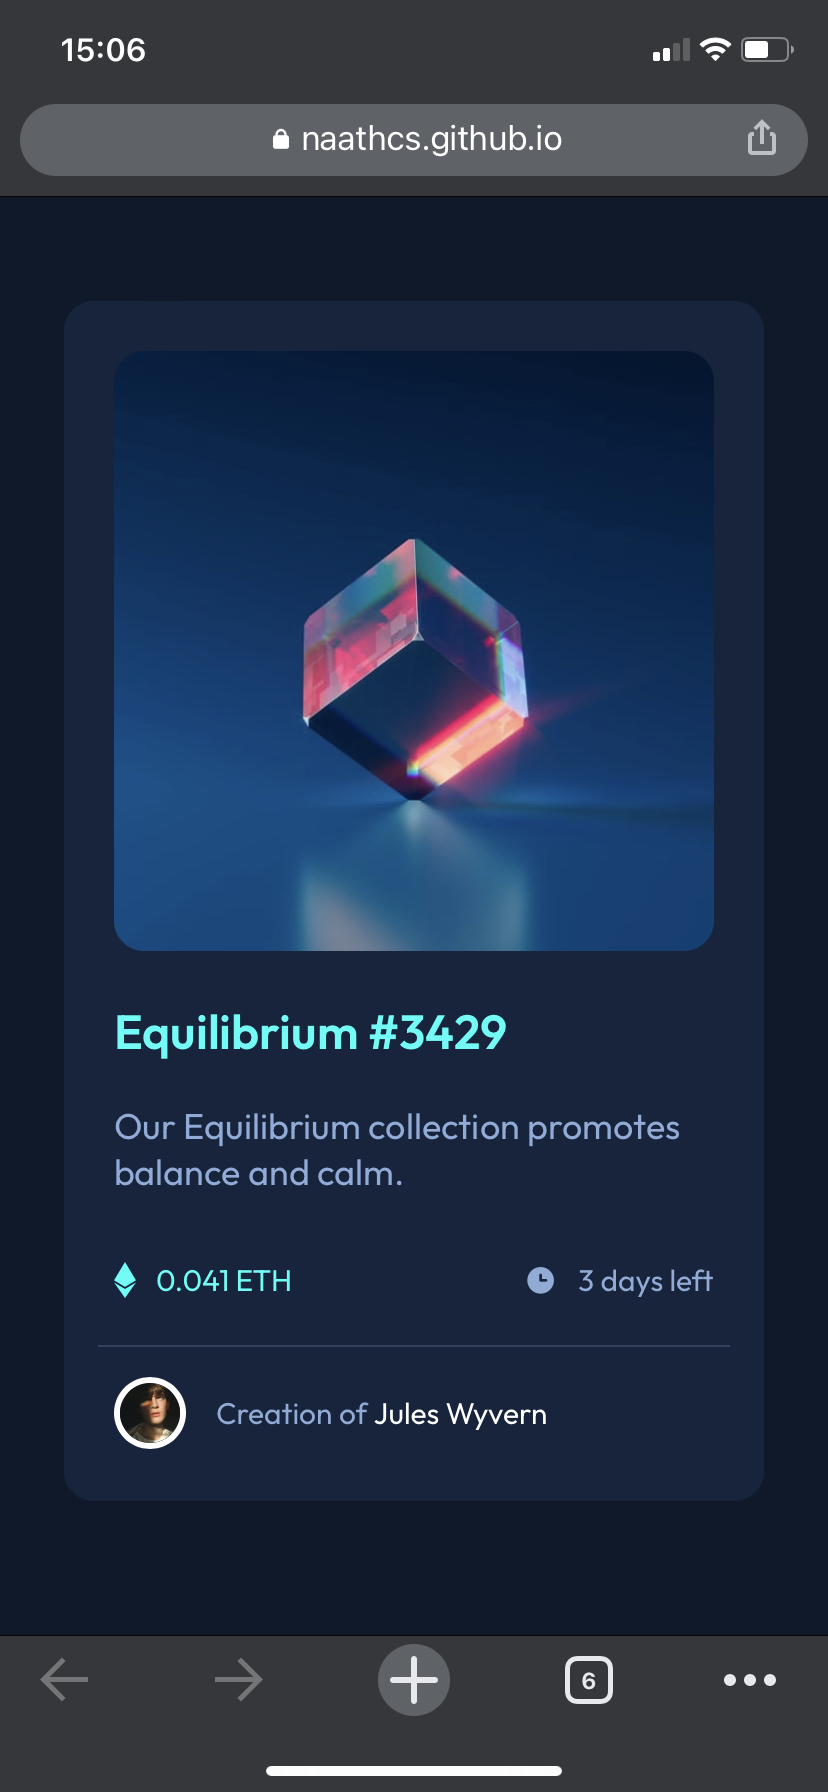 15:06
naathcs.github.io
Equilibrium #3429
Our Equilibrium collection promotes
balance and calm.
0.041 ETH
3 days left
Creation of Jules Wyvern
6